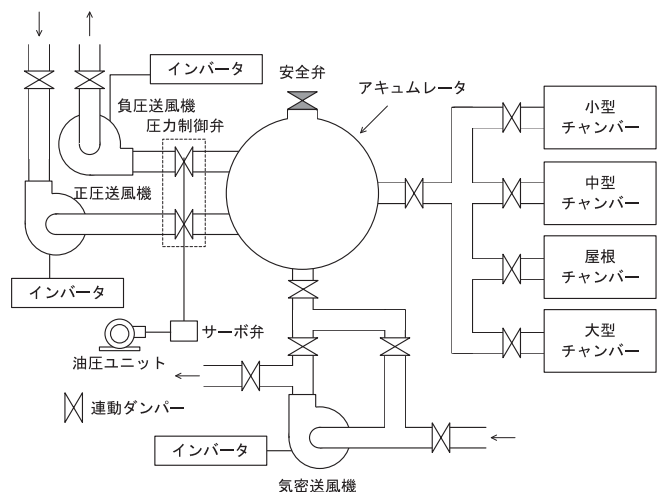 インバータ
安全弁
アキュムレータ
負圧送風機
圧力制御弁
正圧送風機
小型
チャンバー
中型
チャンバー
屋根
チャンバー
大型
チャンバー
インバータ
サーボ弁
油圧ユニット
連動ダンパー
インバータ
気密送風機